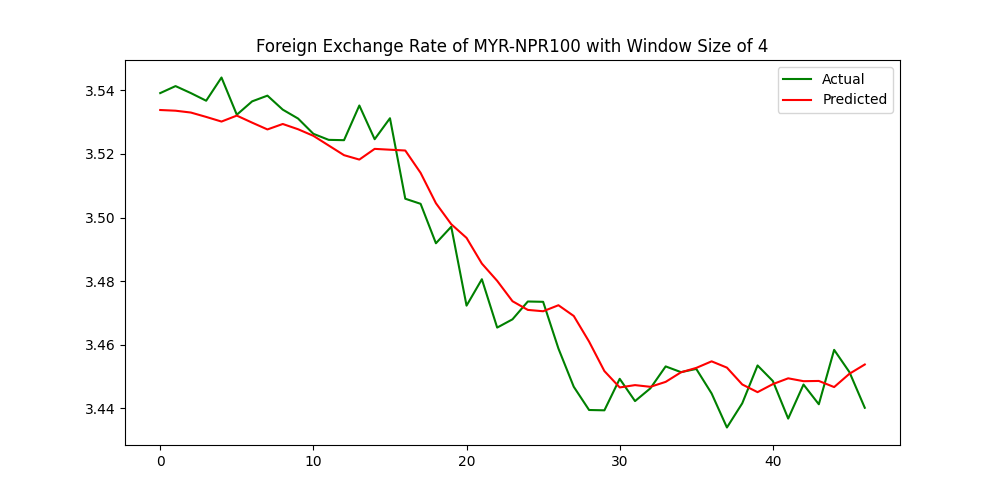 Foreign Exchange Rate of MYR-NPR100 with Window Size of 4
Actual
Predicted
3.54
3.52
3.50
3.48
3.46
3.44
0 10 20 30 40